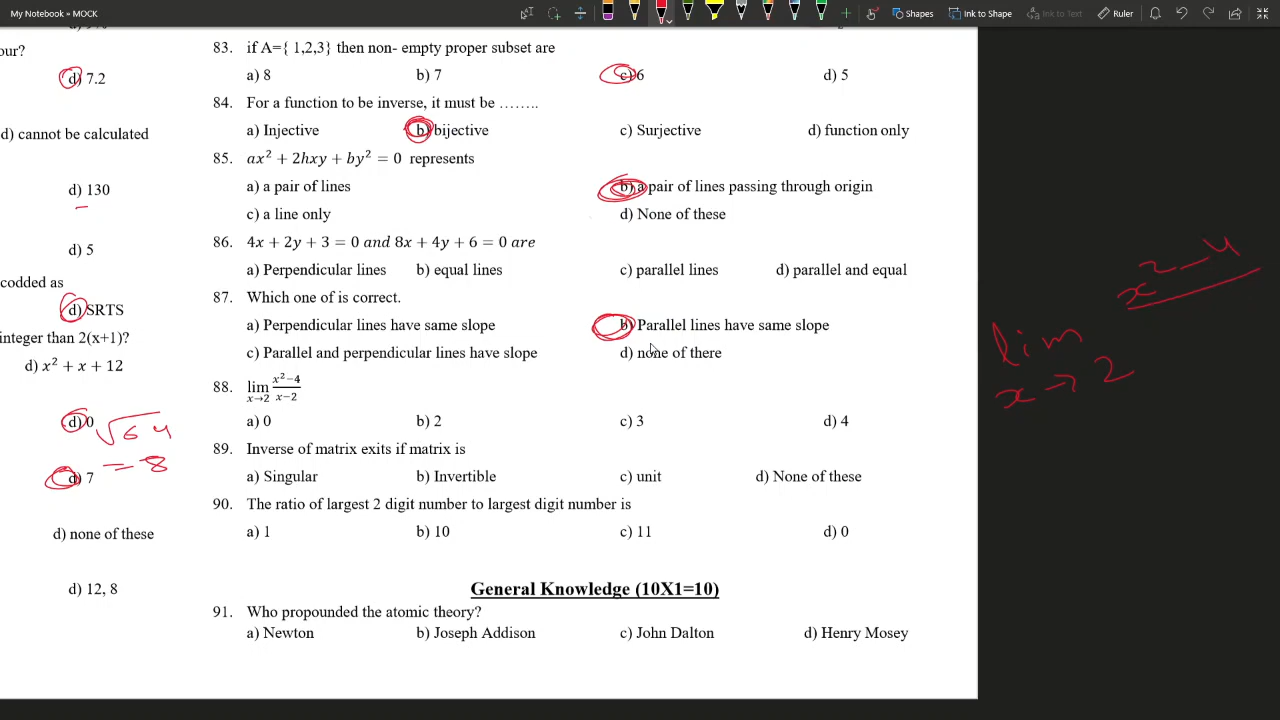 My Notebook » MOCK
Shapes
Ink to Shape
Ink to Text
Ruler
our?
d) 7.2
d) cannot be calculated
d) 130
d) 5
codded as
d) SRTS
integer than 2(x+1)?
d) x² + x + 12
d) 0
√64
= 8
d) 7
d) none of these
d) 12, 8
83. if A={ 1,2,3} then non- empty proper subset are
a) 8 b) 7 c) 6 d) 5
84. For a function to be inverse, it must be ……..
a) Injective b) bijective c) Surjective d) function only
85. ax² + 2hxy + by² = 0 represents
a) a pair of lines b) a pair of lines passing through origin
c) a line only d) None of these
86. 4x + 2y + 3 = 0 and 8x + 4y + 6 = 0 are
a) Perpendicular lines b) equal lines c) parallel lines d) parallel and equal
87. Which one of is correct.
a) Perpendicular lines have same slope b) Parallel lines have same slope
c) Parallel and perpendicular lines have slope d) none of there
88. lim x→2 x²−4 / x−2
a) 0 b) 2 c) 3 d) 4
89. Inverse of matrix exits if matrix is
a) Singular b) Invertible c) unit d) None of these
90. The ratio of largest 2 digit number to largest digit number is
a) 1 b) 10 c) 11 d) 0
General Knowledge (10X1=10)
91. Who propounded the atomic theory?
a) Newton b) Joseph Addison c) John Dalton d) Henry Mosey
x² − 4
lim
x → 2